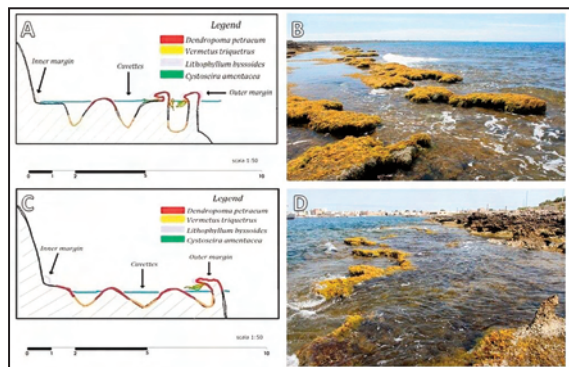 A
Legend
Dendropoma petraeum
Vermetus triquetrus
Lithophyllum byssoides
Cystoseira amentacea
Inner margin
Cuvettes
Outer margin
scale 1:50
0 1 2 5 10
B
C
Legend
Dendropoma petraeum
Vermetus triquetrus
Lithophyllum byssoides
Cystoseira amentacea
Inner margin
Cuvettes
Outer margin
scale 1:50
0 1 2 5 10
D